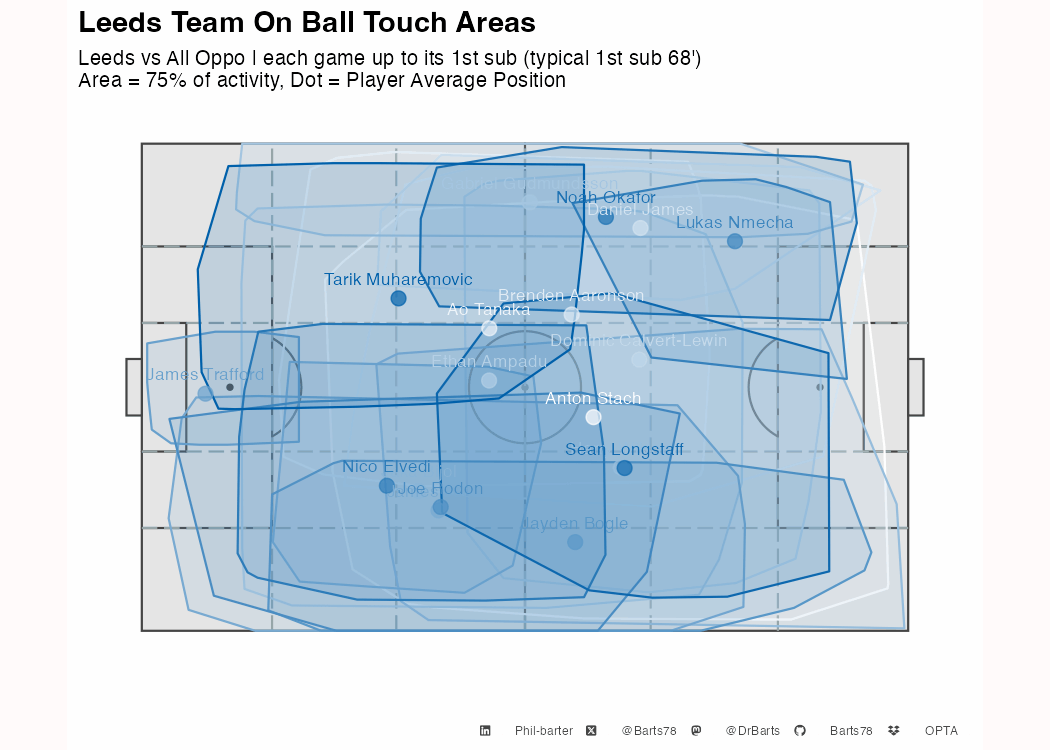 Leeds Team On Ball Touch Areas
Leeds vs All Oppo | each game up to its 1st sub (typical 1st sub 68')
Area = 75% of activity, Dot = Player Average Position
Gabriel Gudmundsson
Noah Okafor
Daniel James
Lukas Nmecha
Tarik Muharemovic
Brenden Aaronson
Ao Tanaka
Dominic Calvert-Lewin
Ethan Ampadu
James Trafford
Anton Stach
Sean Longstaff
Nico Elvedi
Joe Rodon
Jayden Bogle
Phil-barter @Barts78 @DrBarts Barts78 OPTA